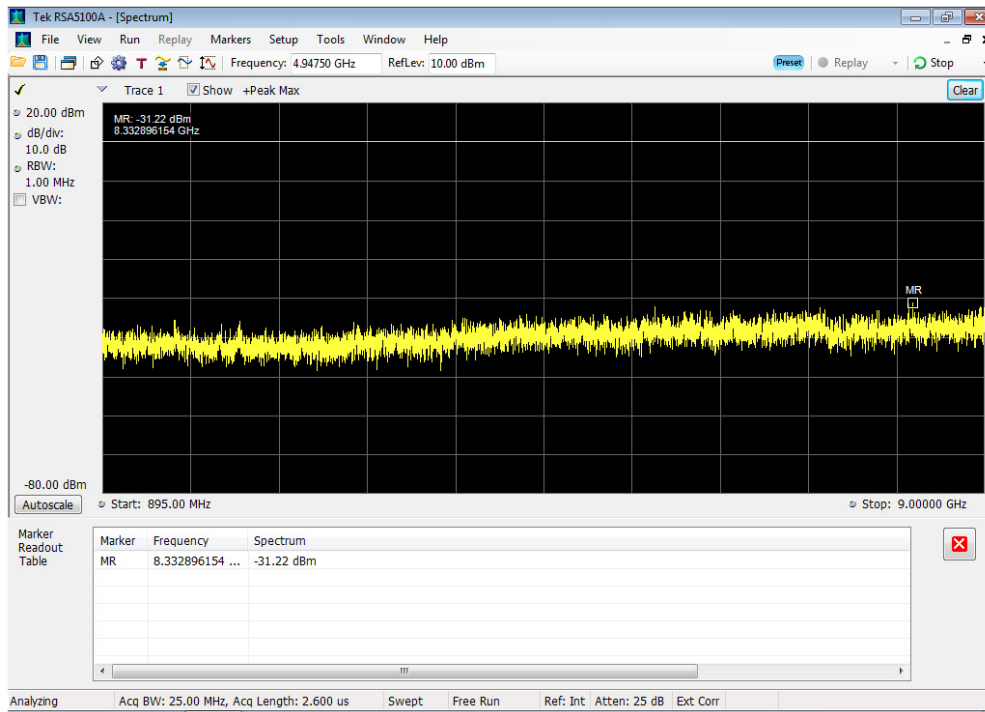 Tek RSA5100A - [Spectrum]
File View Run Replay Markers Setup Tools Window Help
T Frequency: 4.94750 GHz RefLev: 10.00 dBm Preset Replay Stop
Trace 1 Show +Peak Max Clear
20.00 dBm
dB/div:
10.0 dB
RBW:
1.00 MHz
VBW:
MR: -31.22 dBm
8.332896154 GHz
MR
-80.00 dBm
Autoscale Start: 895.00 MHz Stop: 9.00000 GHz
Marker
Readout
Table
Marker Frequency Spectrum
MR 8.332896154 ... -31.22 dBm
Analyzing Acq BW: 25.00 MHz, Acq Length: 2.600 us Swept Free Run Ref: Int Atten: 25 dB Ext Corr